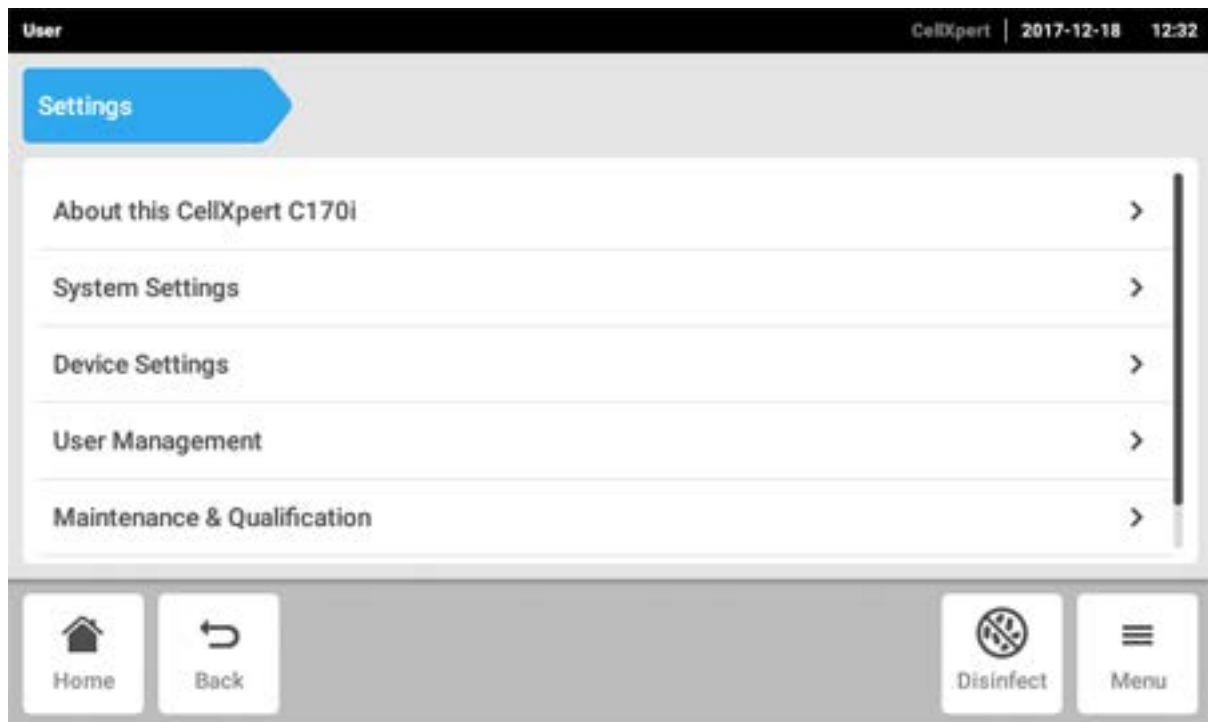 User
CellXpert | 2017-12-18 12:32
Settings
About this CellXpert C170i
System Settings
Device Settings
User Management
Maintenance & Qualification
Home
Back
Disinfect
Menu